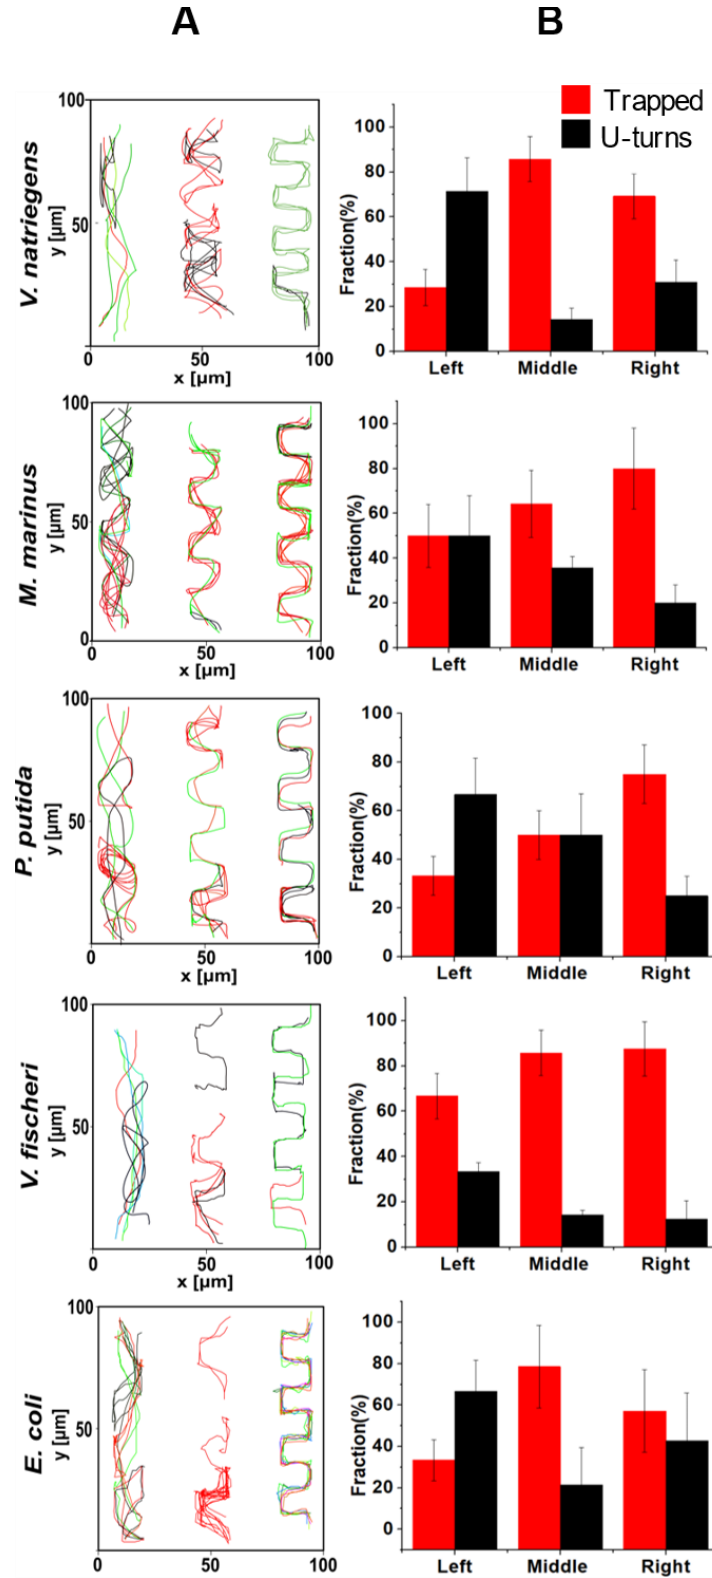 A
B
Trapped
U-turns
V. natriegens
y [µm]
100
50
0
50
100
x [µm]
Fraction(%)
100
80
60
40
20
0
Left
Middle
Right
M. marinus
y [µm]
100
50
0
0
50
100
x [µm]
Fraction(%)
100
80
60
40
20
0
Left
Middle
Right
P. putida
y [µm]
100
50
0
50
100
x [µm]
Fraction(%)
100
80
60
40
20
0
Left
Middle
Right
V. fischeri
y [µm]
100
50
0
50
100
x [µm]
Fraction(%)
100
80
60
40
20
0
Left
Middle
Right
E. coli
y [µm]
100
50
0
50
100
x [µm]
Fraction(%)
100
80
60
40
20
0
Left
Middle
Right